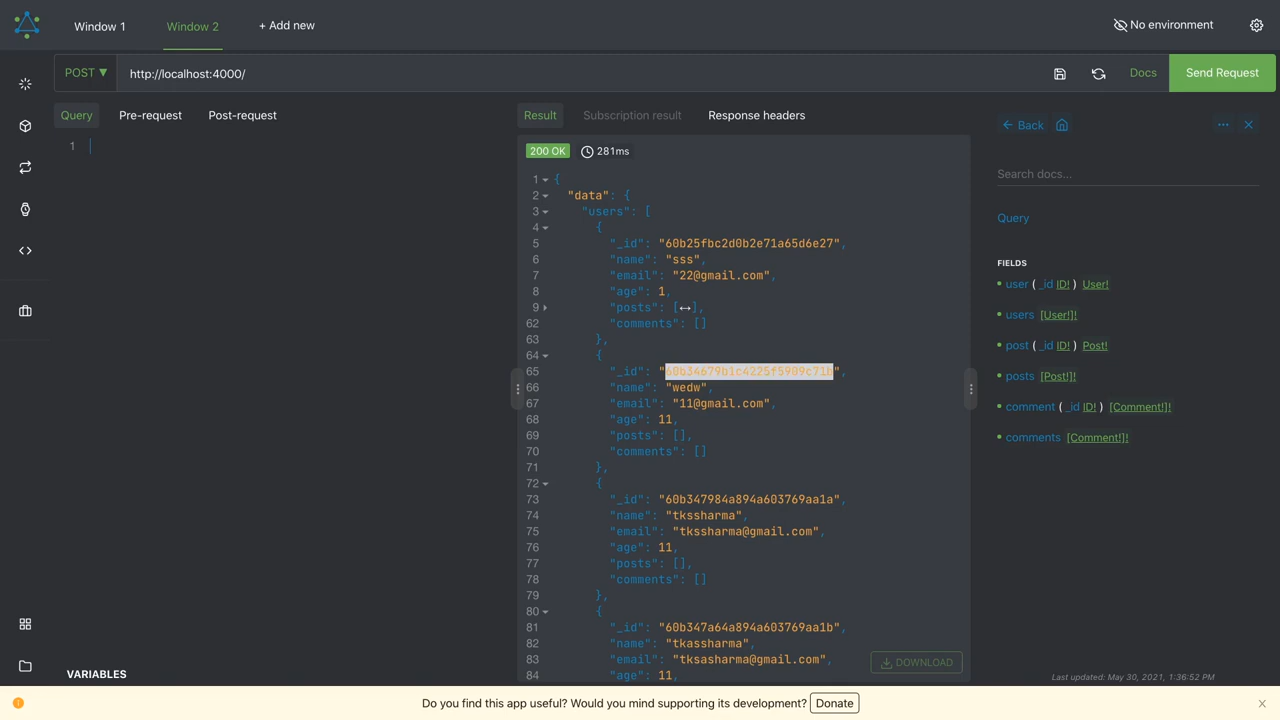 Window 1
Window 2
+ Add new
No environment
POST ▼
http://localhost:4000/
Docs
Send Request
Query
Pre-request
Post-request
1
VARIABLES
Result
Subscription result
Response headers
200 OK
281ms
1 {
2 "data": {
3 "users": [
4 {
5 "_id": "60b25fbc2d0b2e71a65d6e27",
6 "name": "sss",
7 "email": "22@gmail.com",
8 "age": 1,
9 "posts": [↔],
62 "comments": []
63 },
64 {
65 "_id": "60b34679b1c4225f5909c71b",
66 "name": "wedw",
67 "email": "11@gmail.com",
68 "age": 11,
69 "posts": [],
70 "comments": []
71 },
72 {
73 "_id": "60b347984a894a603769aa1a",
74 "name": "tkssharma",
75 "email": "tkssharma@gmail.com",
76 "age": 11,
77 "posts": [],
78 "comments": []
79 },
80 {
81 "_id": "60b347a64a894a603769aa1b",
82 "name": "tkassharma",
83 "email": "tksasharma@gmail.com",
84 "age": 11,
DOWNLOAD
Back
Search docs...
Query
FIELDS
user ( _id ID! ) User!
users [User!]!
post ( _id ID! ) Post!
posts [Post!]!
comment ( _id ID! ) [Comment!]!
comments [Comment!]!
Last updated: May 30, 2021, 1:36:52 PM
Do you find this app useful? Would you mind supporting its development? Donate